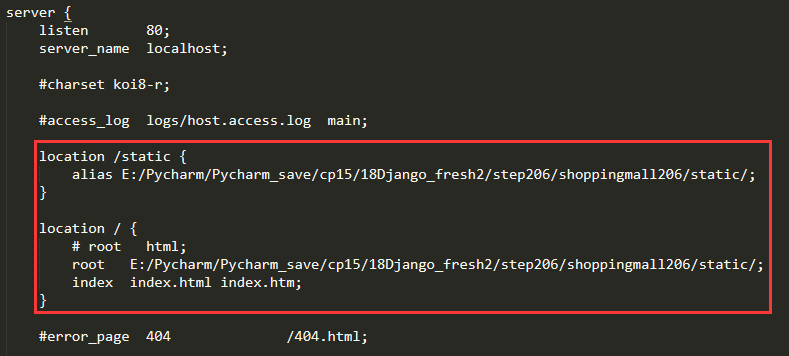 server {
    listen       80;
    server_name  localhost;
    #charset koi8-r;
    #access_log  logs/host.access.log  main;
    location /static {
        alias E:/Pycharm/Pycharm_save/cp15/18Django_fresh2/step206/shoppingmall206/static/;
    }
    location / {
        # root   html;
        root   E:/Pycharm/Pycharm_save/cp15/18Django_fresh2/step206/shoppingmall206/static/;
        index  index.html index.htm;
    }
    #error_page  404              /404.html;